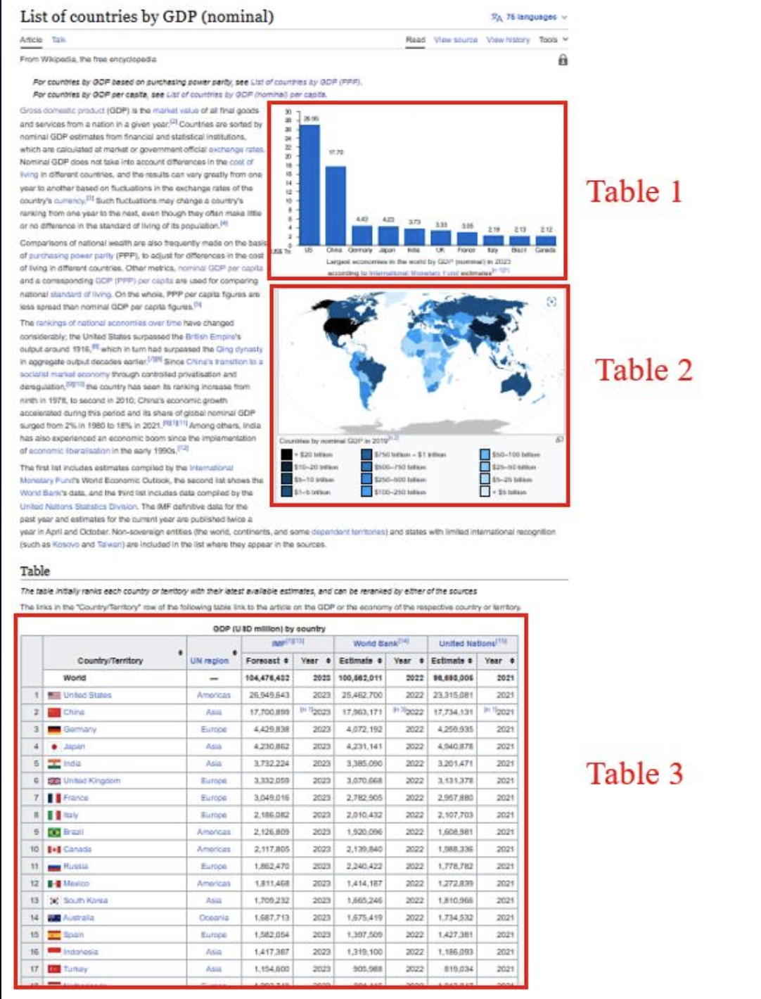 List of countries by GDP (nominal)
75 languages
Article Talk
Read View source View history Tools
From Wikipedia, the free encyclopedia
For countries by GDP based on purchasing power parity, see List of countries by GDP (PPP).
For countries by GDP per capita, see List of countries by GDP (nominal) per capita.
Gross domestic product (GDP) is the market value of all final goods
and services from a nation in a given year.[2] Countries are sorted by
nominal GDP estimates from financial and statistical institutions,
which are calculated at market or government official exchange rates.
Nominal GDP does not take into account differences in the cost of
living in different countries, and the results can vary greatly from one
year to another based on fluctuations in the exchange rates of the
country's currency.[3] Such fluctuations may change a country's
ranking from one year to the next, even though they often make little
or no difference in the standard of living of its population.[4]
Comparisons of national wealth are also frequently made on the basis
of purchasing power parity (PPP), to adjust for differences in the cost
of living in different countries. Other metrics, nominal GDP per capita
and a corresponding GDP (PPP) per capita are used for comparing
national standard of living. On the whole, PPP per capita figures are
less spread than nominal GDP per capita figures.[5]
The rankings of national economies over time have changed
considerably; the United States surpassed the British Empire's
output around 1916,[6] which in turn had surpassed the Qing dynasty
in aggregate output decades earlier.[7][8] Since China's transition to a
socialist market economy through controlled privatisation and
deregulation,[9][10] the country has seen its ranking increase from
ninth in 1978, to second in 2010; China's economic growth
accelerated during this period and its share of global nominal GDP
surged from 2% in 1980 to 18% in 2021.[8][1][11] Among others, India
has also experienced an economic boom since the implementation
of economic liberalisation in the early 1990s.[12]
The first list includes estimates compiled by the International
Monetary Fund's World Economic Outlook, the second list shows the
World Bank's data, and the third list includes data compiled by the
United Nations Statistics Division. The IMF definitive data for the
past year and estimates for the current year are published twice a
year in April and October. Non-sovereign entities (the world, continents, and some dependent territories) and states with limited international recognition
(such as Kosovo and Taiwan) are included in the list where they appear in the sources.
30
28
26
24
22
20
18
16
14
12
10
8
6
4
2
0
26.95
17.70
4.43 4.23 3.73 3.33 3.05 2.19 2.13 2.12
US$ Tn. US China Germany Japan India UK France Italy Brazil Canada
Largest economies in the world by GDP (nominal) in 2023
according to International Monetary Fund estimates
Table 1
Countries by nominal GDP in 2019
> $20 trillion $750 billion – $1 trillion $50–100 billion
$10–20 trillion $500–750 billion $25–50 billion
$5–10 trillion $250–500 billion $5–25 billion
$1–5 trillion $100–250 billion < $5 billion
Table 2
Table
The table initially ranks each country or territory with their latest available estimates, and can be reranked by either of the sources
The links in the "Country/Territory" row of the following table link to the article on the GDP or the economy of the respective country or territory.
GDP (USD million) by country
IMF[1][13] World Bank[14] United Nations[15]
Country/Territory UN region Forecast Year Estimate Year Estimate Year
World — 104,476,432 2023 100,562,011 2022 96,698,005 2021
1 United States Americas 26,949,643 2023 25,462,700 2022 23,315,081 2021
2 China Asia 17,700,899 [n 1]2023 17,963,171 [n 3]2022 17,734,131 [n 1]2021
3 Germany Europe 4,429,838 2023 4,072,192 2022 4,259,935 2021
4 Japan Asia 4,230,862 2023 4,231,141 2022 4,940,878 2021
5 India Asia 3,732,224 2023 3,385,090 2022 3,201,471 2021
6 United Kingdom Europe 3,332,059 2023 3,070,668 2022 3,131,378 2021
7 France Europe 3,049,016 2023 2,782,905 2022 2,957,880 2021
8 Italy Europe 2,186,082 2023 2,010,432 2022 2,107,703 2021
9 Brazil Americas 2,126,809 2023 1,920,096 2022 1,608,981 2021
10 Canada Americas 2,117,805 2023 2,139,840 2022 1,988,336 2021
11 Russia Europe 1,862,470 2023 2,240,422 2022 1,778,782 2021
12 Mexico Americas 1,811,468 2023 1,414,187 2022 1,272,839 2021
13 South Korea Asia 1,709,232 2023 1,665,246 2022 1,810,966 2021
14 Australia Oceania 1,687,713 2023 1,675,419 2022 1,734,532 2021
15 Spain Europe 1,582,054 2023 1,397,509 2022 1,427,381 2021
16 Indonesia Asia 1,417,387 2023 1,319,100 2022 1,186,093 2021
17 Turkey Asia 1,154,600 2023 905,988 2022 819,034 2021
Table 3